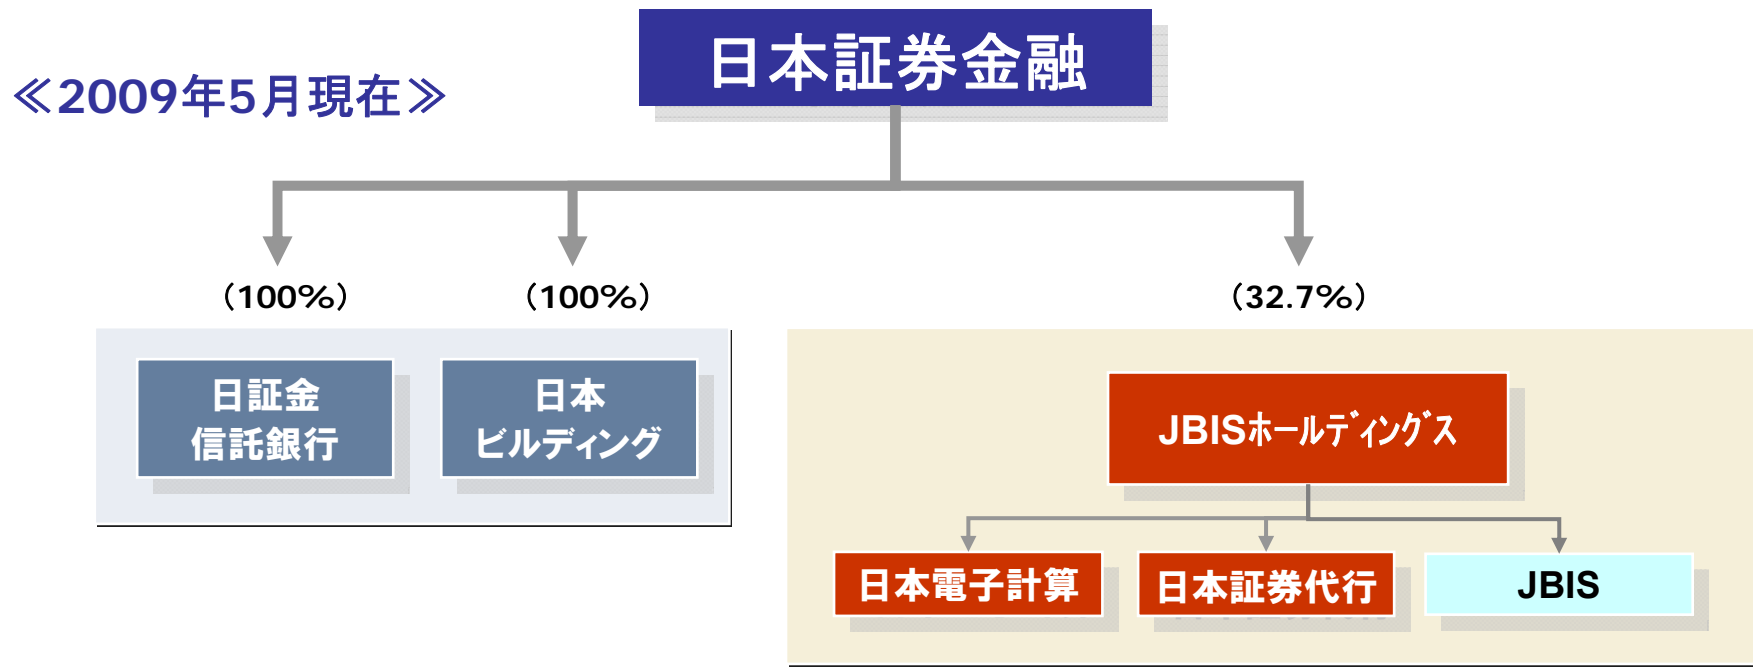 日本証券金融
≪2009年5月現在≫
（100％）
（100％）
（32.7％）
日証金
信託銀行
日本
ビルディング
JBISホールディングス
日本電子計算
日本証券代行
JBIS